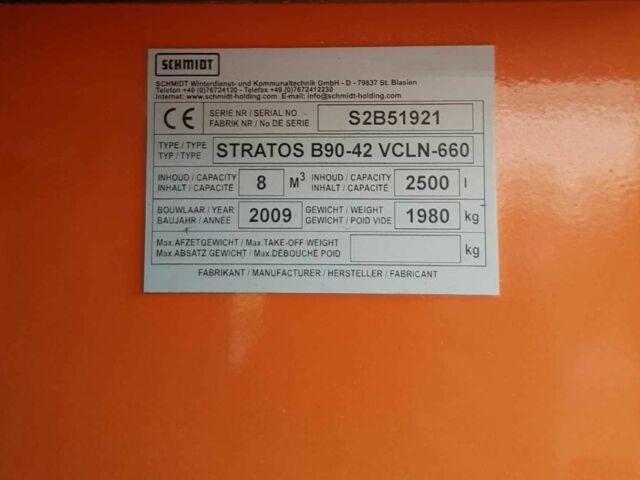 SCHMIDT
SCHMIDT Winterdienst- und Kommunaltechnik GmbH - D - 79837 St. Blasien
Telefon +49 (0)76724120 - Telefax +49 (0)7672412230
Internet: www.schmidt-holding.com E-mail: info@schmidt-holding.com
CE SERIE NR / SERIAL NO S2B51921
FABRIK NR / No DE SERIE
TYPE / TYPE STRATOS B90-42 VCLN-660
TYP / TYPE
INHOUD / CAPACITY 8 M3 INHOUD / CAPACITY 2500 l
INHALT / CAPACITÉ INHALT / CAPACITÉ
BOUWLAAR / YEAR 2009 GEWICHT / WEIGHT 1980 kg
BAUJAHR / ANNÉE GEWICHT / POID VIDE
Max.AFZETGEWICHT / Max.TAKE-OFF WEIGHT kg
Max.ABSATZ GEWICHT / Max.DÉBOUCHÉ POID
FABRIKANT / MANUFACTURER / HERSTELLER / FABRICANT